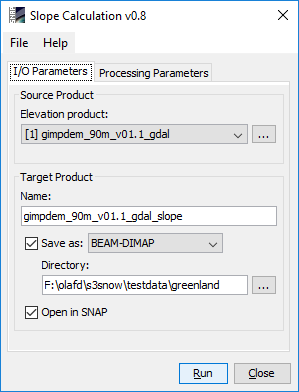 Slope Calculation v0.8
File Help
I/O Parameters Processing Parameters
Source Product
Elevation product:
[1] gimpdem_90m_v01.1_gdal ...
Target Product
Name:
gimpdem_90m_v01.1_gdal_slope
Save as: BEAM-DIMAP
Directory:
F:\olafd\s3snow\testdata\greenland ...
Open in SNAP
Run Close